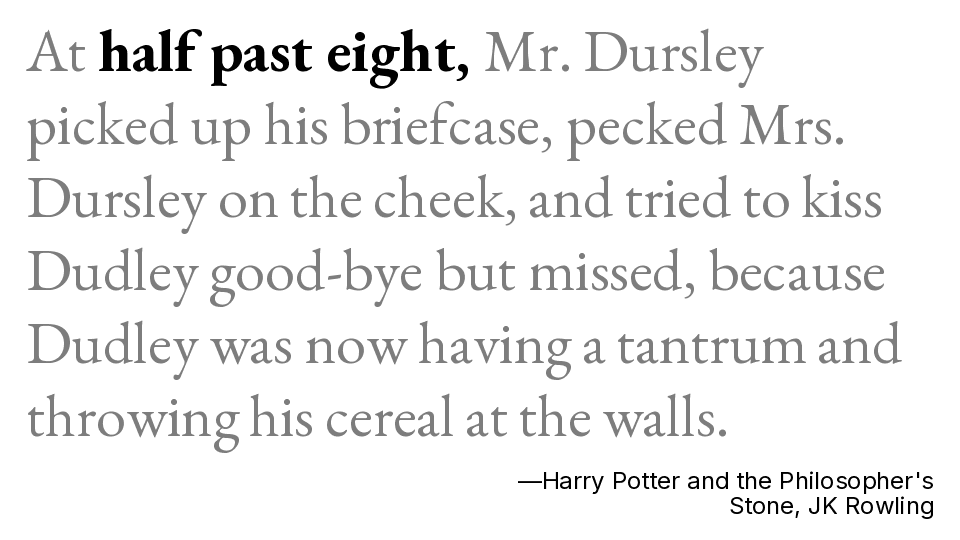 At half past eight, Mr. Dursley
picked up his briefcase, pecked Mrs.
Dursley on the cheek, and tried to kiss
Dudley good-bye but missed, because
Dudley was now having a tantrum and
throwing his cereal at the walls.
—Harry Potter and the Philosopher's
Stone, JK Rowling